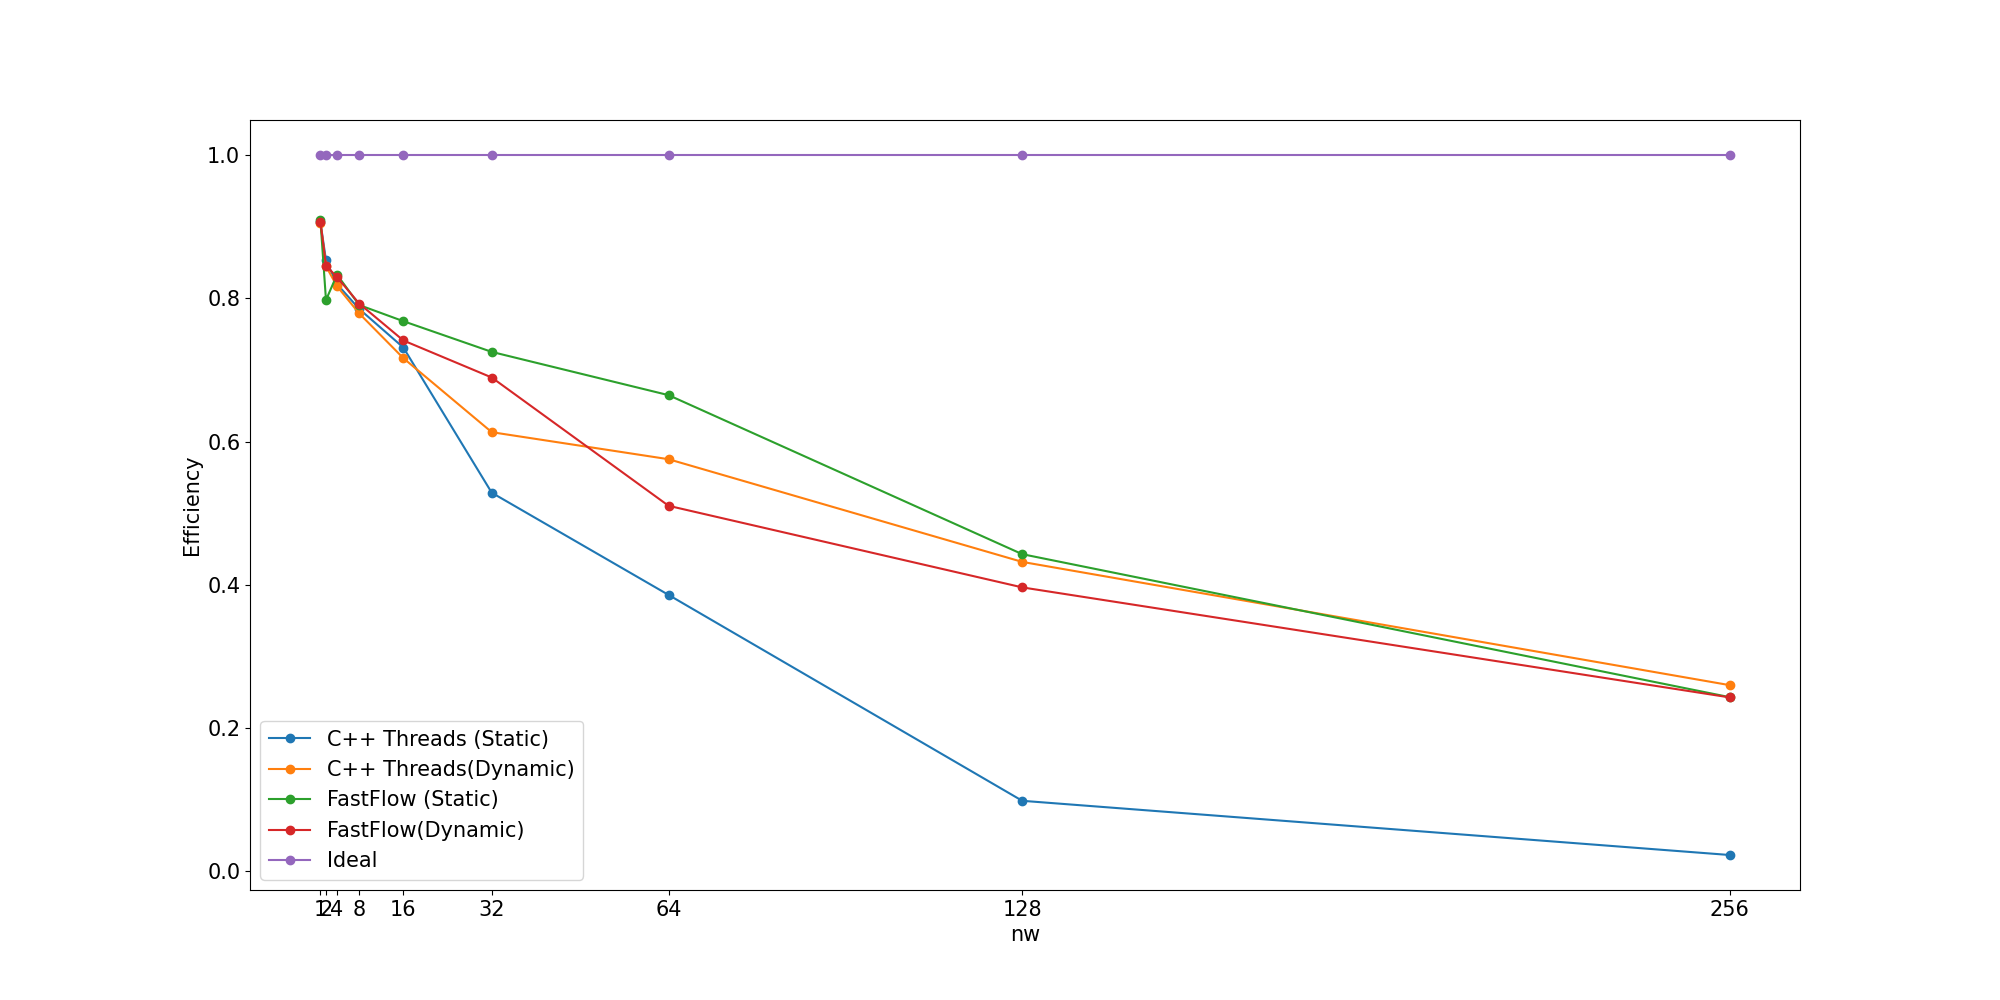 1.0
0.8
0.6
0.4
0.2
0.0
Efficiency
C++ Threads (Static)
C++ Threads(Dynamic)
FastFlow (Static)
FastFlow(Dynamic)
Ideal
1 2 4 8 16 32 64 128 256
nw